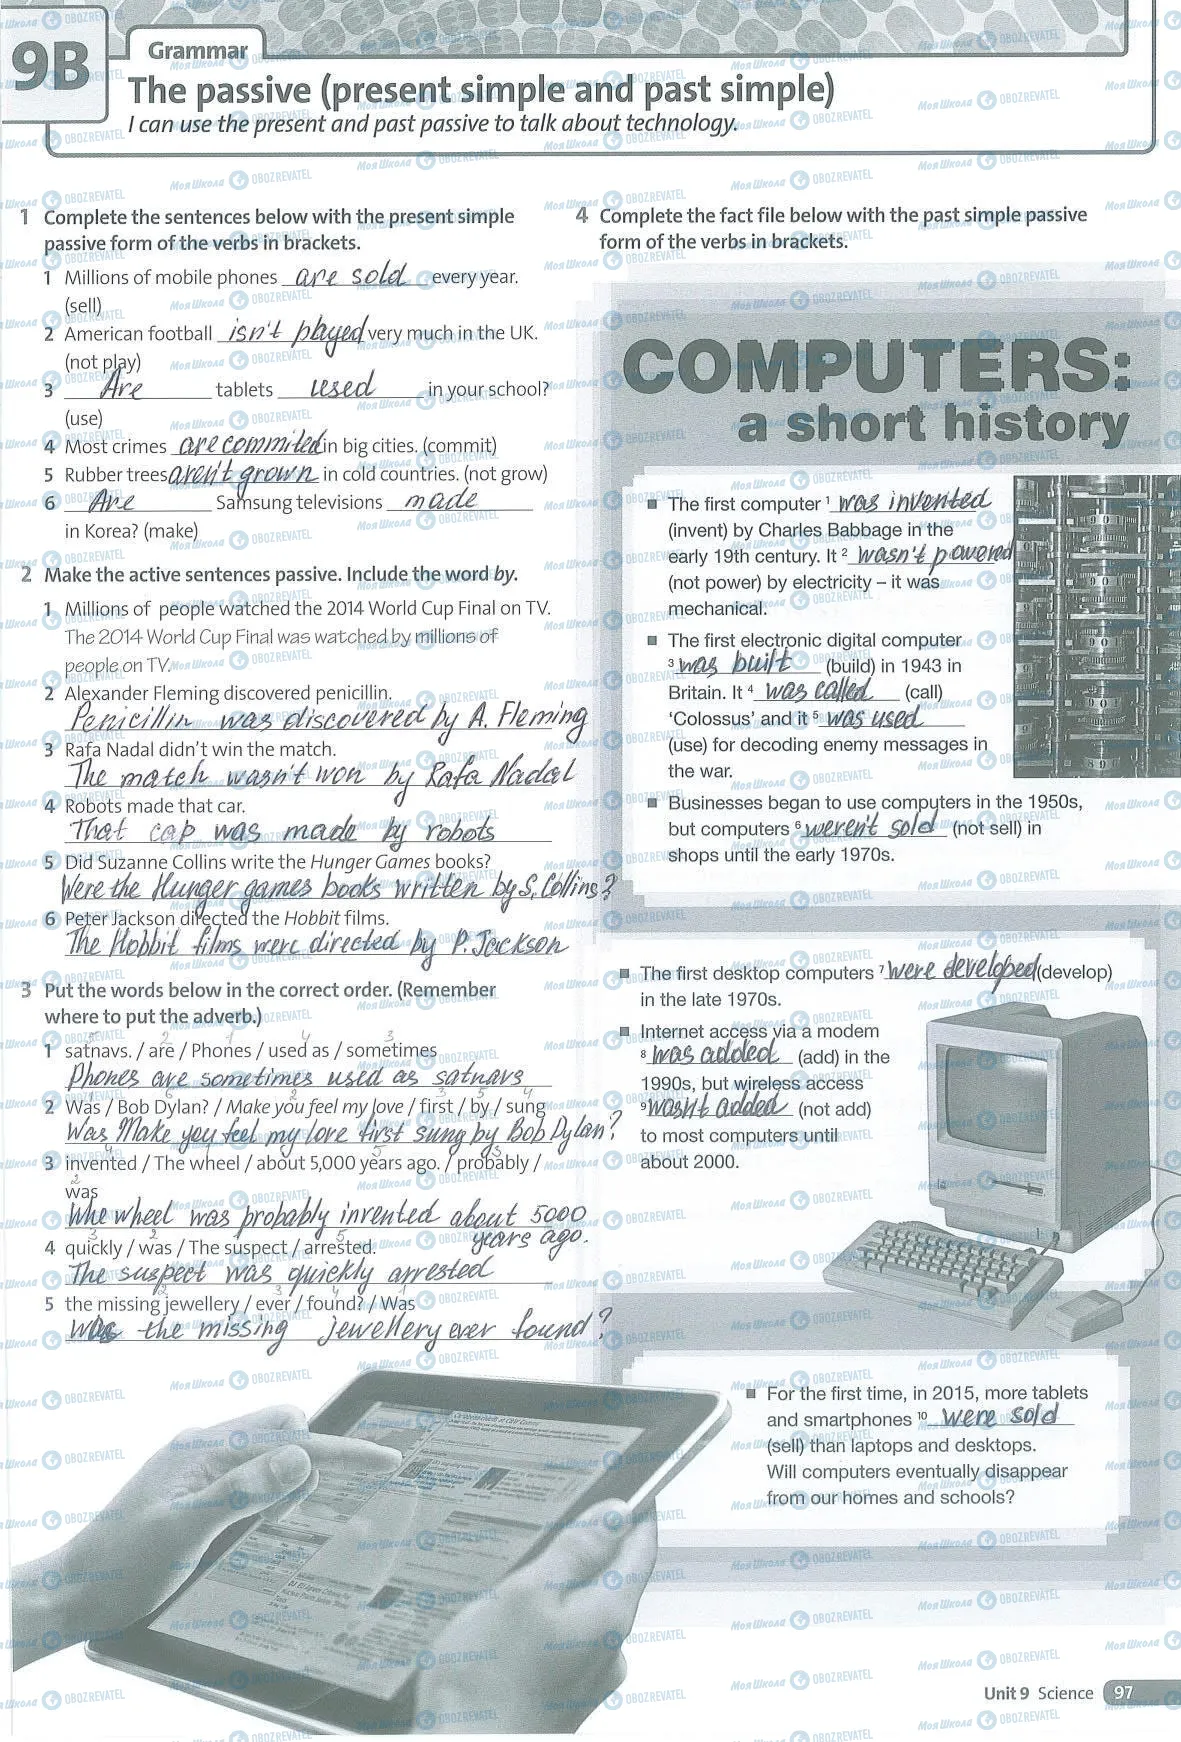 9B
Grammar
The passive (present simple and past simple)
I can use the present and past passive to talk about technology.
1 Complete the sentences below with the present simple
passive form of the verbs in brackets.
1 Millions of mobile phones are sold every year.
(sell)
2 American football isn't played very much in the UK.
(not play)
3 Are tablets used in your school?
(use)
4 Most crimes are commited in big cities. (commit)
5 Rubber trees aren't grown in cold countries. (not grow)
6 Are Samsung televisions made
in Korea? (make)
2 Make the active sentences passive. Include the word by.
1 Millions of people watched the 2014 World Cup Final on TV.
The 2014 World Cup Final was watched by millions of
people on TV.
2 Alexander Fleming discovered penicillin.
Penicillin was discovered by A. Fleming
3 Rafa Nadal didn't win the match.
The match wasn't won by Rafa Nadal
4 Robots made that car.
That car was made by robots
5 Did Suzanne Collins write the Hunger Games books?
Were the Hunger games books written by S. Collins?
6 Peter Jackson directed the Hobbit films.
The Hobbit films were directed by P. Jackson
3 Put the words below in the correct order. (Remember
where to put the adverb.)
5 2 1 4 3
1 satnavs. / are / Phones / used as / sometimes
Phones are sometimes used as satnavs
2 Was / Bob Dylan? / Make you feel my love / first / by / sung
Was Make you feel my love first sung by Bob Dylan?
3 invented / The wheel / about 5,000 years ago. / probably /
was
Whe wheel was probably invented about 5000
years ago.
4 quickly / was / The suspect / arrested.
The suspect was quickly arrested
5 the missing jewellery / ever / found? / Was
Was the missing jewellery ever found?
4 Complete the fact file below with the past simple passive
form of the verbs in brackets.
COMPUTERS:
a short history
The first computer 1 was invented
(invent) by Charles Babbage in the
early 19th century. It 2 wasn't powered
(not power) by electricity – it was
mechanical.
The first electronic digital computer
3 was built (build) in 1943 in
Britain. It 4 was called (call)
'Colossus' and it 5 was used
(use) for decoding enemy messages in
the war.
Businesses began to use computers in the 1950s,
but computers 6 weren't sold (not sell) in
shops until the early 1970s.
The first desktop computers 7 were developed (develop)
in the late 1970s.
Internet access via a modem
8 was added (add) in the
1990s, but wireless access
9 wasn't added (not add)
to most computers until
about 2000.
For the first time, in 2015, more tablets
and smartphones 10 were sold
(sell) than laptops and desktops.
Will computers eventually disappear
from our homes and schools?
Unit 9 Science 97
Моя Школа OBOZREVATEL